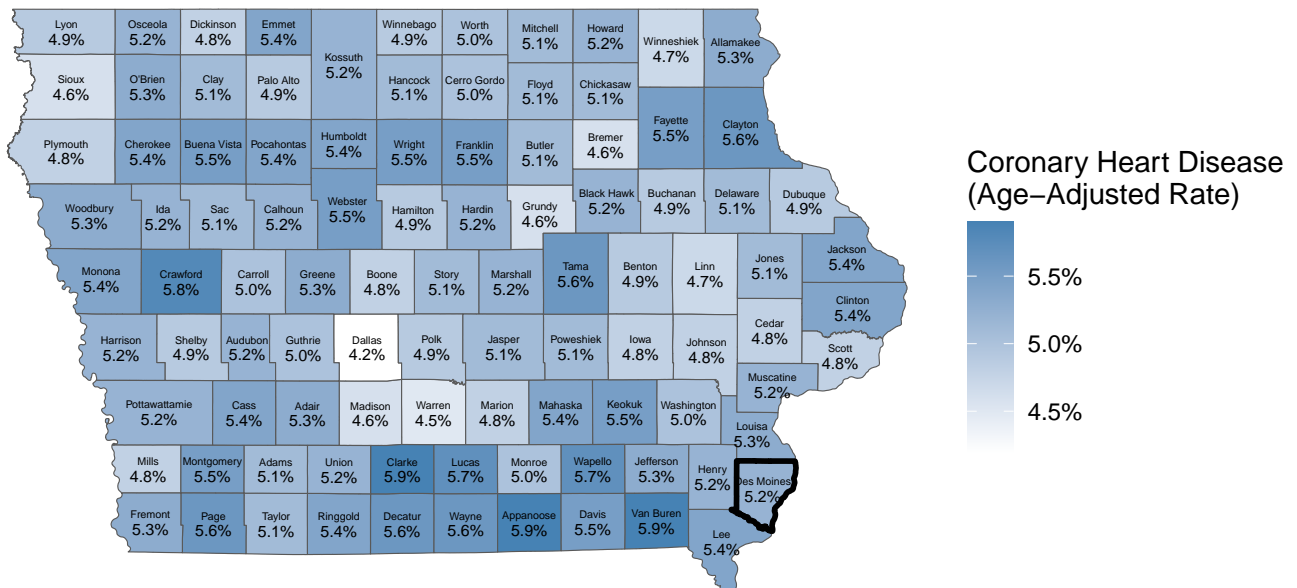 Lyon
4.9%
Osceola
5.2%
Dickinson
4.8%
Emmet
5.4%
Kossuth
5.2%
Winnebago
4.9%
Worth
5.0%
Mitchell
5.1%
Howard
5.2%
Winneshiek
4.7%
Allamakee
5.3%
Sioux
4.6%
O'Brien
5.3%
Clay
5.1%
Palo Alto
4.9%
Hancock
5.1%
Cerro Gordo
5.0%
Floyd
5.1%
Chickasaw
5.1%
Fayette
5.5%
Clayton
5.6%
Plymouth
4.8%
Cherokee
5.4%
Buena Vista
5.5%
Pocahontas
5.4%
Humboldt
5.4%
Wright
5.5%
Franklin
5.5%
Butler
5.1%
Bremer
4.6%
Woodbury
5.3%
Ida
5.2%
Sac
5.1%
Calhoun
5.2%
Webster
5.5%
Hamilton
4.9%
Hardin
5.2%
Grundy
4.6%
Black Hawk
5.2%
Buchanan
4.9%
Delaware
5.1%
Dubuque
4.9%
Monona
5.4%
Crawford
5.8%
Carroll
5.0%
Greene
5.3%
Boone
4.8%
Story
5.1%
Marshall
5.2%
Tama
5.6%
Benton
4.9%
Linn
4.7%
Jones
5.1%
Jackson
5.4%
Clinton
5.4%
Harrison
5.2%
Shelby
4.9%
Audubon
5.2%
Guthrie
5.0%
Dallas
4.2%
Polk
4.9%
Jasper
5.1%
Poweshiek
5.1%
Iowa
4.8%
Johnson
4.8%
Cedar
4.8%
Scott
4.8%
Muscatine
5.2%
Pottawattamie
5.2%
Cass
5.4%
Adair
5.3%
Madison
4.6%
Warren
4.5%
Marion
4.8%
Mahaska
5.4%
Keokuk
5.5%
Washington
5.0%
Louisa
5.3%
Mills
4.8%
Montgomery
5.5%
Adams
5.1%
Union
5.2%
Clarke
5.9%
Lucas
5.7%
Monroe
5.0%
Wapello
5.7%
Jefferson
5.3%
Henry
5.2%
Des Moines
5.2%
Fremont
5.3%
Page
5.6%
Taylor
5.1%
Ringgold
5.4%
Decatur
5.6%
Wayne
5.6%
Appanoose
5.9%
Davis
5.5%
Van Buren
5.9%
Lee
5.4%
Coronary Heart Disease
(Age−Adjusted Rate)
5.5%
5.0%
4.5%